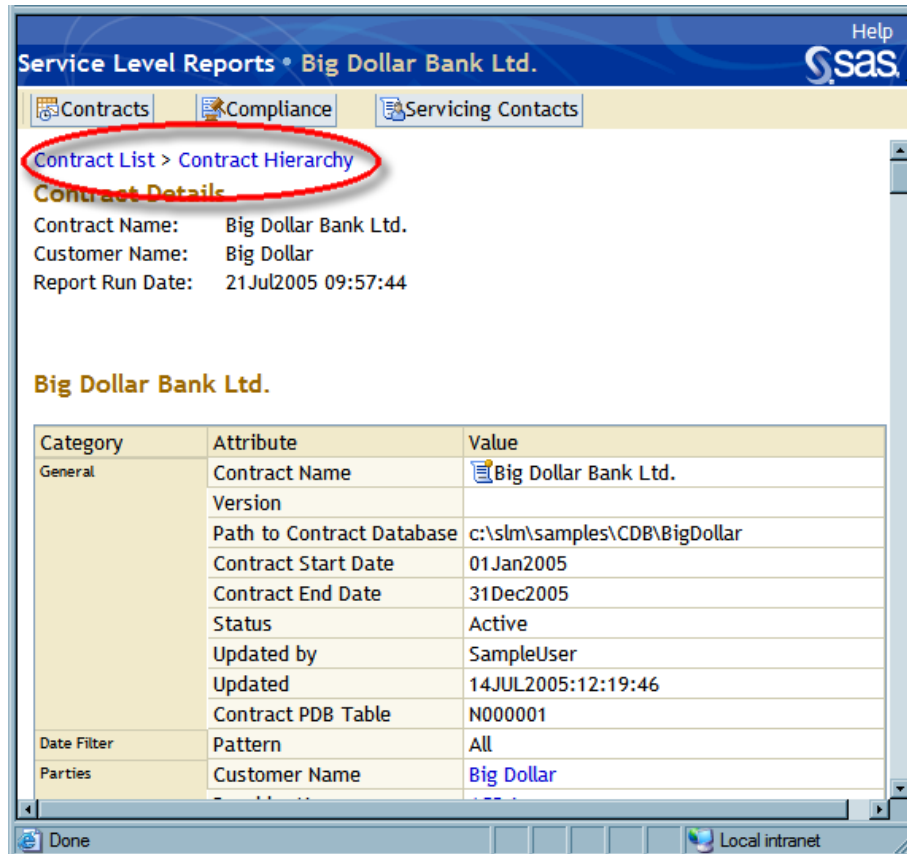 Help
Service Level Reports • Big Dollar Bank Ltd.
sas
Contracts Compliance Servicing Contacts
Contract List > Contract Hierarchy
Contract Details
Contract Name: Big Dollar Bank Ltd.
Customer Name: Big Dollar
Report Run Date: 21Jul2005 09:57:44
Big Dollar Bank Ltd.
Category Attribute Value
General Contract Name Big Dollar Bank Ltd.
Version
Path to Contract Database c:\slm\samples\CDB\BigDollar
Contract Start Date 01Jan2005
Contract End Date 31Dec2005
Status Active
Updated by SampleUser
Updated 14JUL2005:12:19:46
Contract PDB Table N000001
Date Filter Pattern All
Parties Customer Name Big Dollar
Done Local intranet